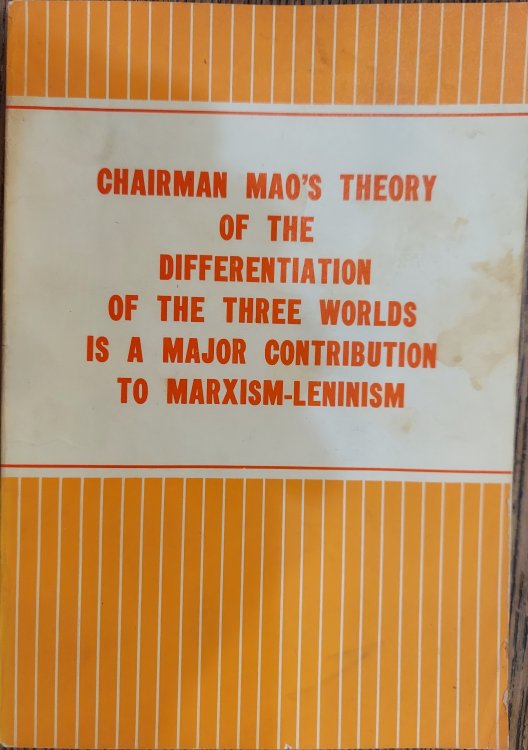 CHAIRMAN MAO'S THEORY
OF THE
DIFFERENTIATION
OF THE THREE WORLDS
IS A MAJOR CONTRIBUTION
TO MARXISM-LENINISM